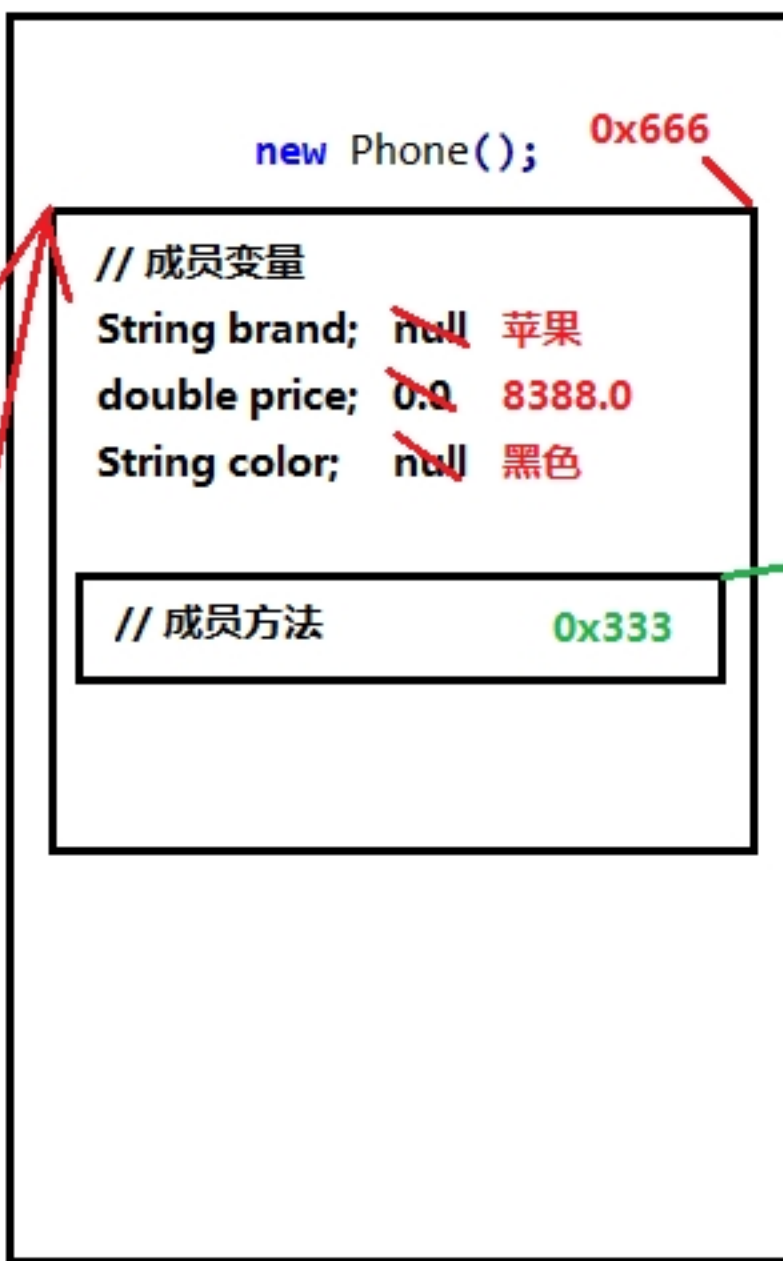 new Phone(); 0x666
// 成员变量
String brand; null 苹果
double price; 0.0 8388.0
String color; null 黑色
// 成员方法 0x333